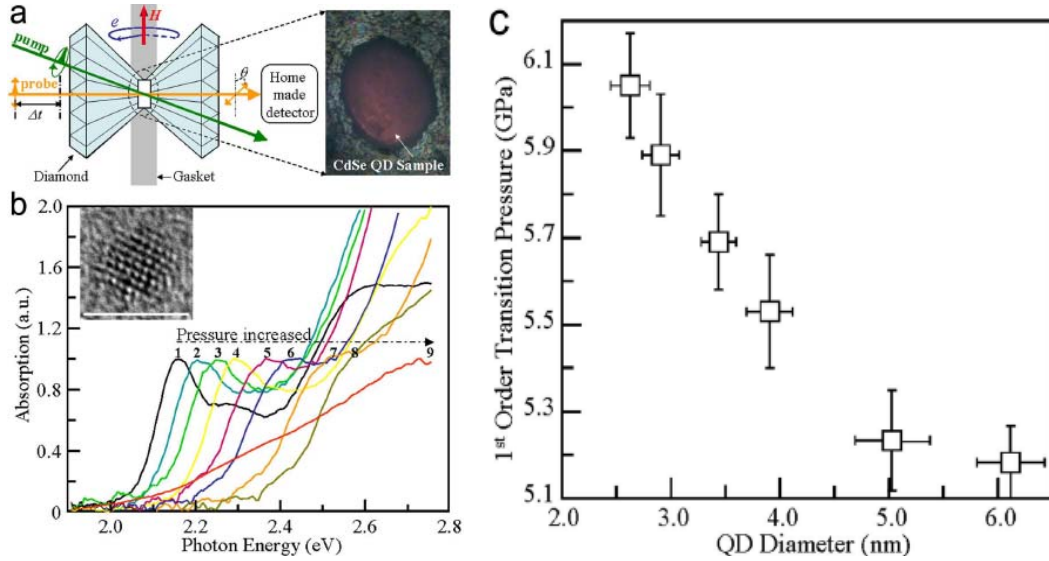 a
e
H
pump
probe
θ
Δt
Home
made
detector
Diamond
Gasket
CdSe QD Sample
b
2.0
1.6
1.2
0.8
0.4
0
Absorption (a.u.)
Pressure increased
1 2 3 4 5 6 7 8 9
2.0 2.2 2.4 2.6 2.8
Photon Energy (eV)
c
6.1
5.9
5.7
5.5
5.3
5.1
1st Order Transition Pressure (GPa)
2.0 3.0 4.0 5.0 6.0
QD Diameter (nm)